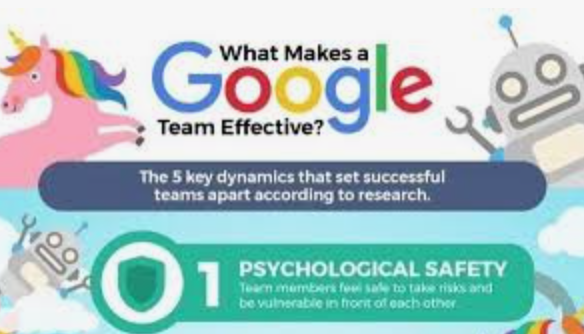 What Makes a
Google
Team Effective?
The 5 key dynamics that set successful
teams apart according to research.
1
PSYCHOLOGICAL SAFETY
Team members feel safe to take risks and
be vulnerable in front of each other